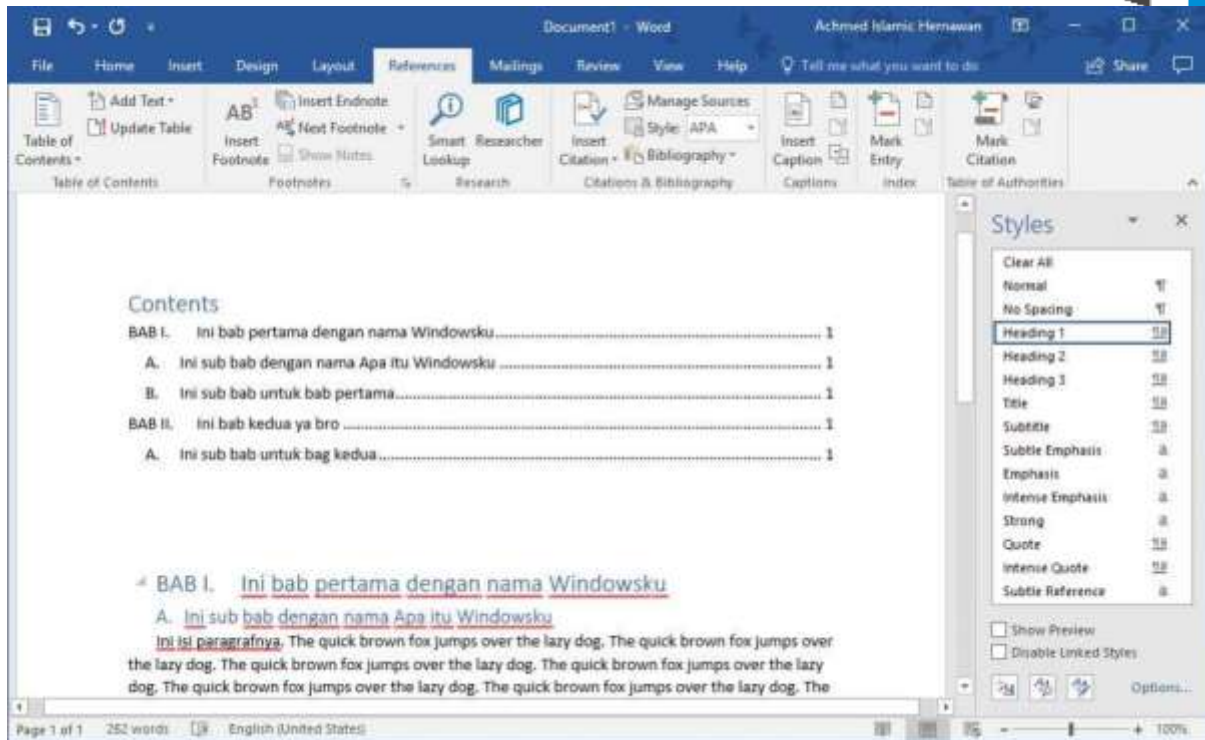 Document1 - Word
Achmed Islamic Hernawan
File Home Insert Design Layout References Mailings Review View Help Tell me what you want to do Share
Table of Contents
Add Text
Update Table
Table of Contents
AB1
Insert Footnote
Insert Endnote
Next Footnote
Show Notes
Footnotes
Smart Lookup
Researcher
Research
Insert Citation
Manage Sources
Style: APA
Bibliography
Citations & Bibliography
Insert Caption
Captions
Mark Entry
Index
Mark Citation
Table of Authorities
Contents
BAB I. Ini bab pertama dengan nama Windowsku 1
A. Ini sub bab dengan nama Apa itu Windowsku 1
B. Ini sub bab untuk bab pertama 1
BAB II. Ini bab kedua ya bro 1
A. Ini sub bab untuk bag kedua 1
BAB I. Ini bab pertama dengan nama Windowsku
A. Ini sub bab dengan nama Apa itu Windowsku
Ini isi paragrafnya. The quick brown fox jumps over the lazy dog. The quick brown fox jumps over
the lazy dog. The quick brown fox jumps over the lazy dog. The quick brown fox jumps over the lazy
dog. The quick brown fox jumps over the lazy dog. The quick brown fox jumps over the lazy dog. The
Styles
Clear All
Normal
No Spacing
Heading 1
Heading 2
Heading 3
Title
Subtitle
Subtle Emphasis
Emphasis
Intense Emphasis
Strong
Quote
Intense Quote
Subtle Reference
Show Preview
Disable Linked Styles
Options...
Page 1 of 1 262 words English (United States) 100%